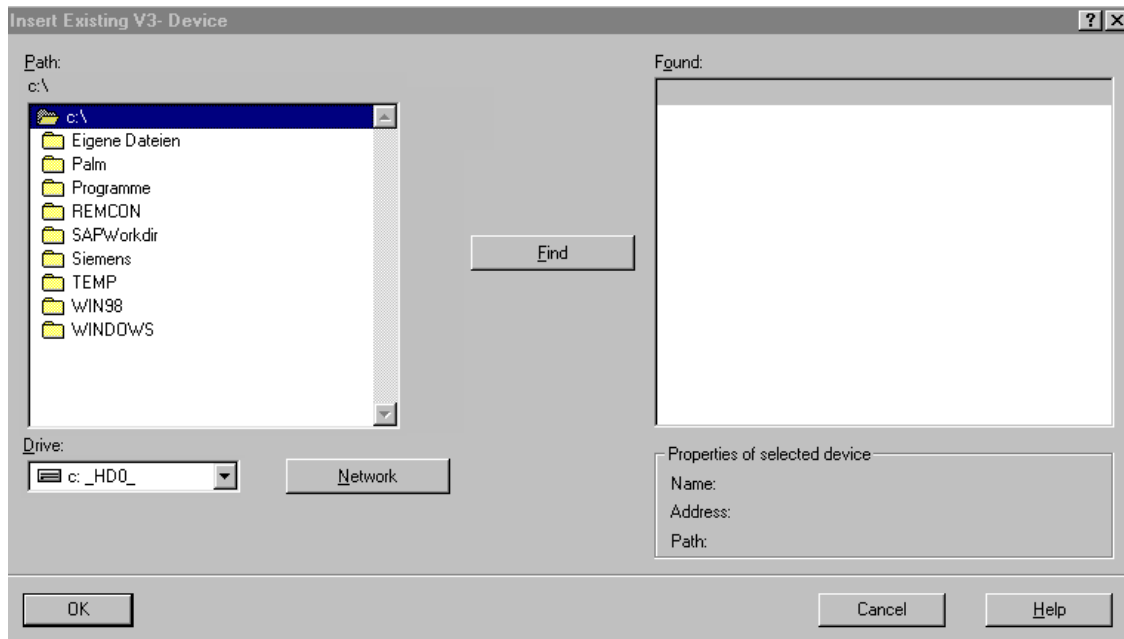 Insert Existing V3- Device
Path:
c:\
c:\
Eigene Dateien
Palm
Programme
REMCON
SAPWorkdir
Siemens
TEMP
WIN98
WINDOWS
Drive:
c: _HD0_
Network
Find
Found:
Properties of selected device
Name:
Address:
Path:
OK
Cancel
Help